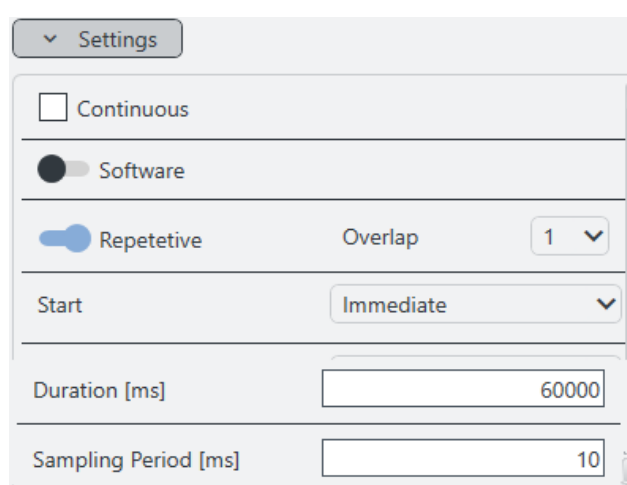 Settings
Continuous
Software
Repetetive Overlap 1
Start Immediate
Duration [ms] 60000
Sampling Period [ms] 10